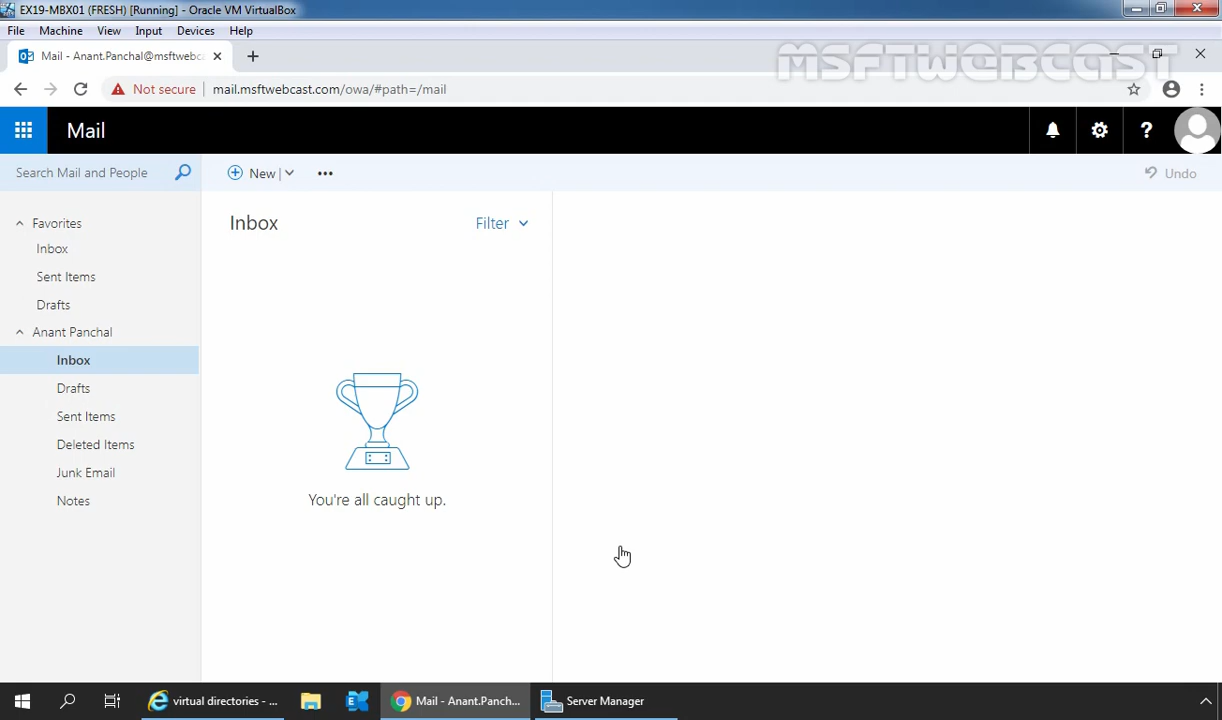 EX19-MBX01 (FRESH) [Running] - Oracle VM VirtualBox
File Machine View Input Devices Help
Mail - Anant.Panchal@msftwebc
MSFTWEBCAST
Not secure mail.msftwebcast.com/owa/#path=/mail
Mail
Search Mail and People
New
Undo
Favorites
Inbox
Sent Items
Drafts
Anant Panchal
Inbox
Drafts
Sent Items
Deleted Items
Junk Email
Notes
Inbox
Filter
You're all caught up.
virtual directories - ...
Mail - Anant.Panch...
Server Manager